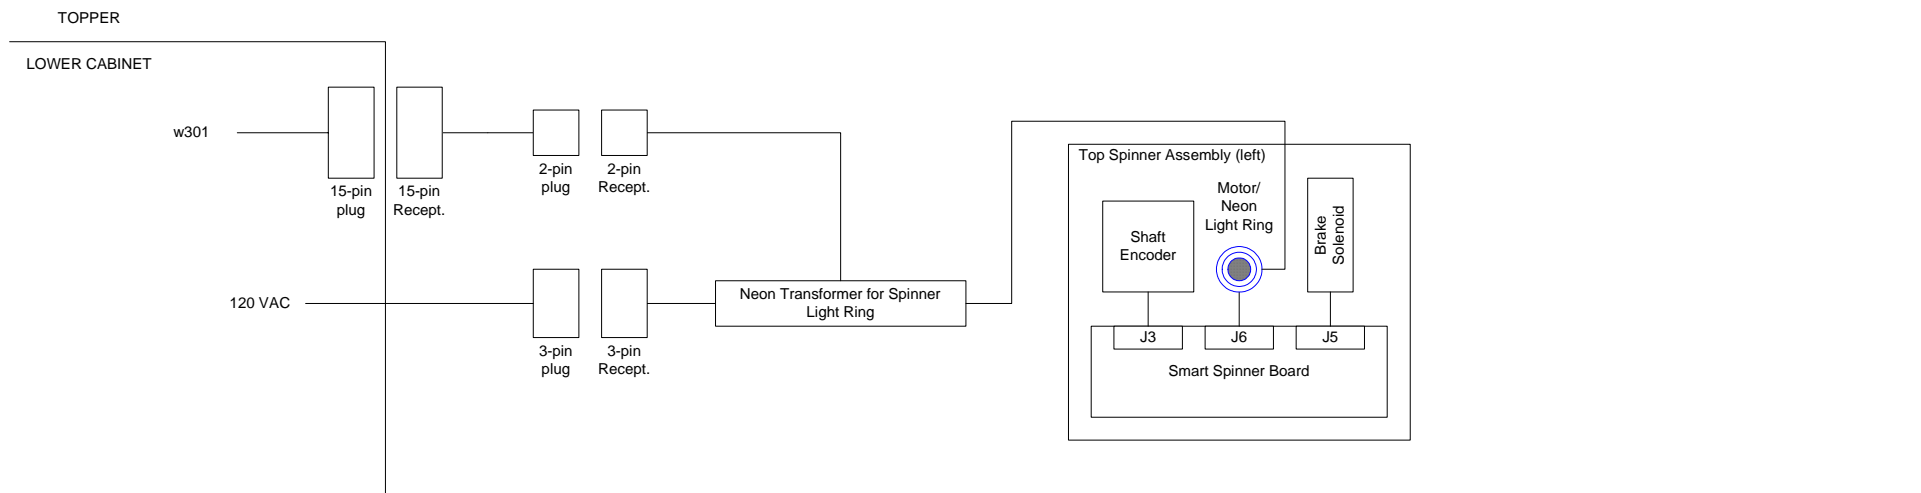 TOPPER
LOWER CABINET
w301
15-pin
plug
15-pin
Recept.
2-pin
plug
2-pin
Recept.
120 VAC
3-pin
plug
3-pin
Recept.
Neon Transformer for Spinner
Light Ring
Top Spinner Assembly (left)
Shaft
Encoder
Motor/
Neon
Light Ring
Brake
Solenoid
J3
J6
J5
Smart Spinner Board